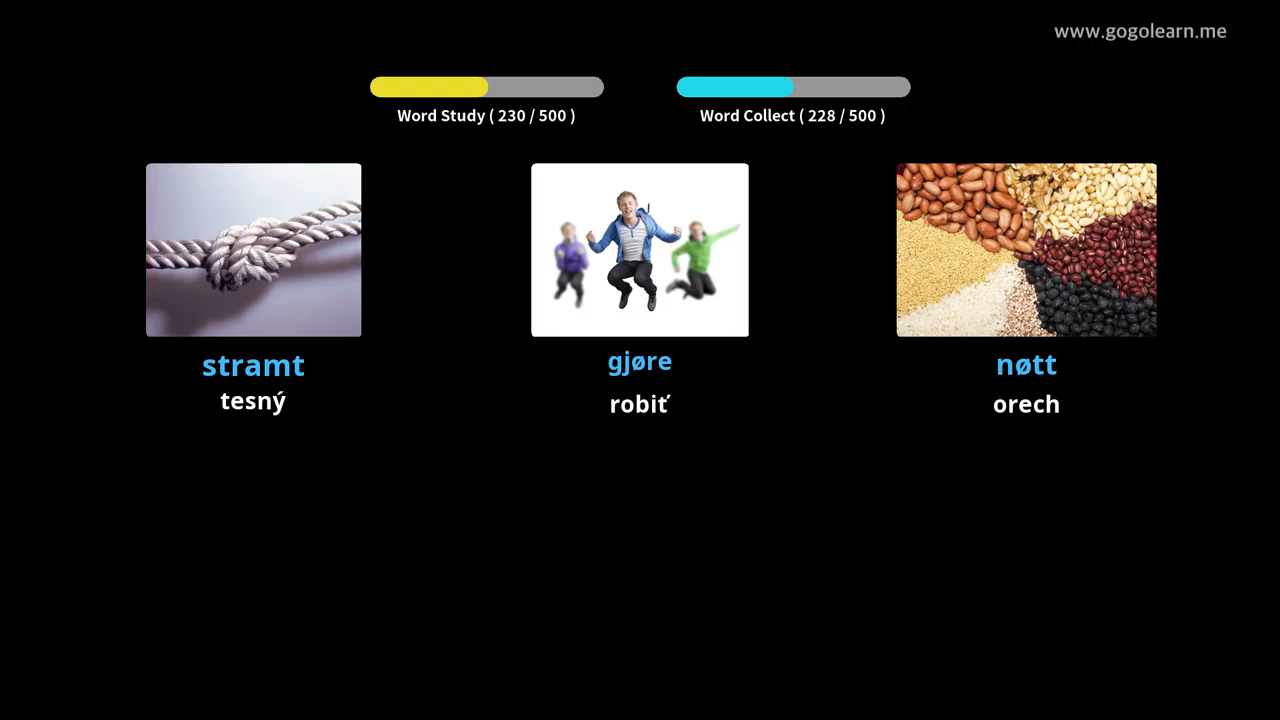 www.gogolearn.me
Word Study ( 230 / 500 )
Word Collect ( 228 / 500 )
stramt
tesný
gjøre
robiť
nøtt
orech